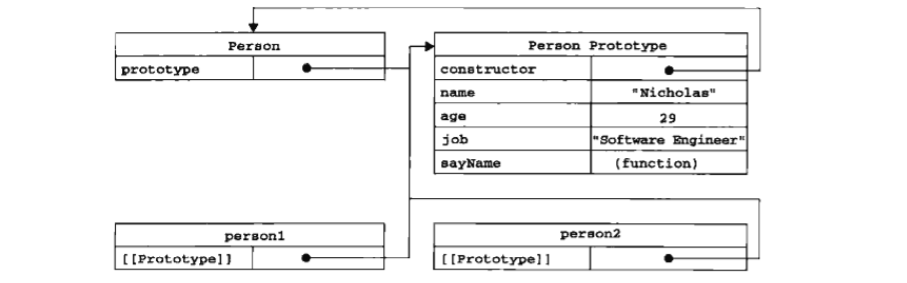 Person
prototype
Person Prototype
constructor
name "Nicholas"
age 29
job "Software Engineer"
sayName (function)
person1
[[Prototype]]
person2
[[Prototype]]